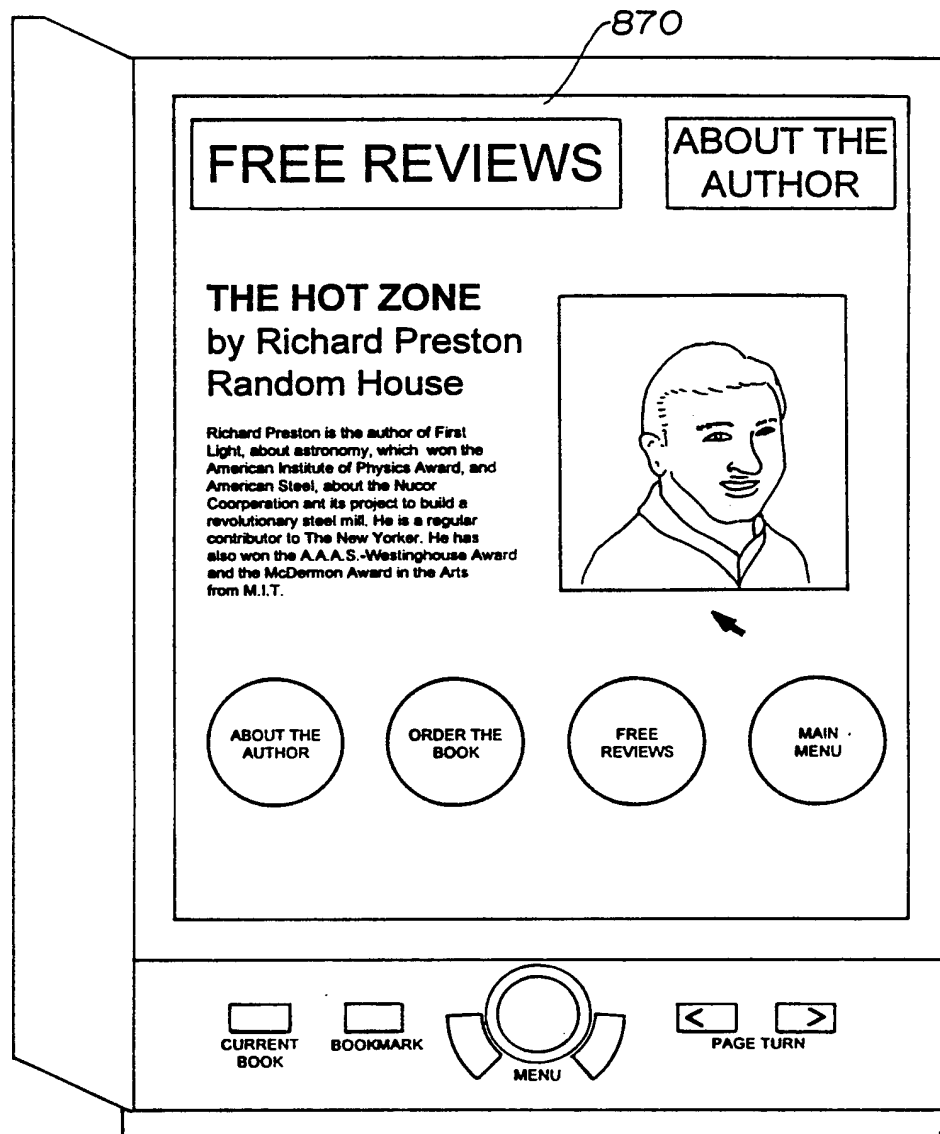 870
FREE REVIEWS
ABOUT THE
AUTHOR
THE HOT ZONE
by Richard Preston
Random House
Richard Preston is the author of First
Light, about astronomy, which won the
American Institute of Physics Award, and
American Steel, about the Nucor
Coorperation ant its project to build a
revolutionary steel mill. He is a regular
contributor to The New Yorker. He has
also won the A.A.A.S.-Westinghouse Award
and the McDermon Award in the Arts
from M.I.T.
ABOUT THE
AUTHOR
ORDER THE
BOOK
FREE
REVIEWS
MAIN
MENU
CURRENT
BOOK
BOOKMARK
MENU
< >
PAGE TURN